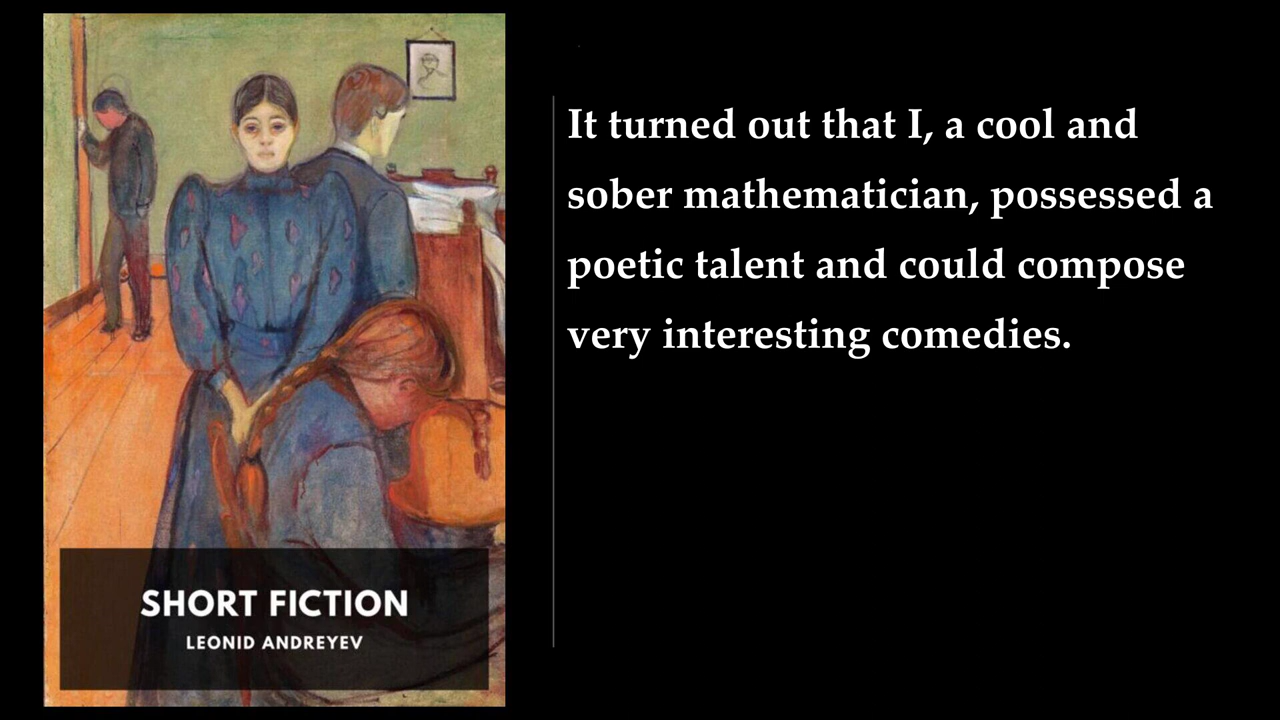 It turned out that I, a cool and
sober mathematician, possessed a
poetic talent and could compose
very interesting comedies.
SHORT FICTION
LEONID ANDREYEV